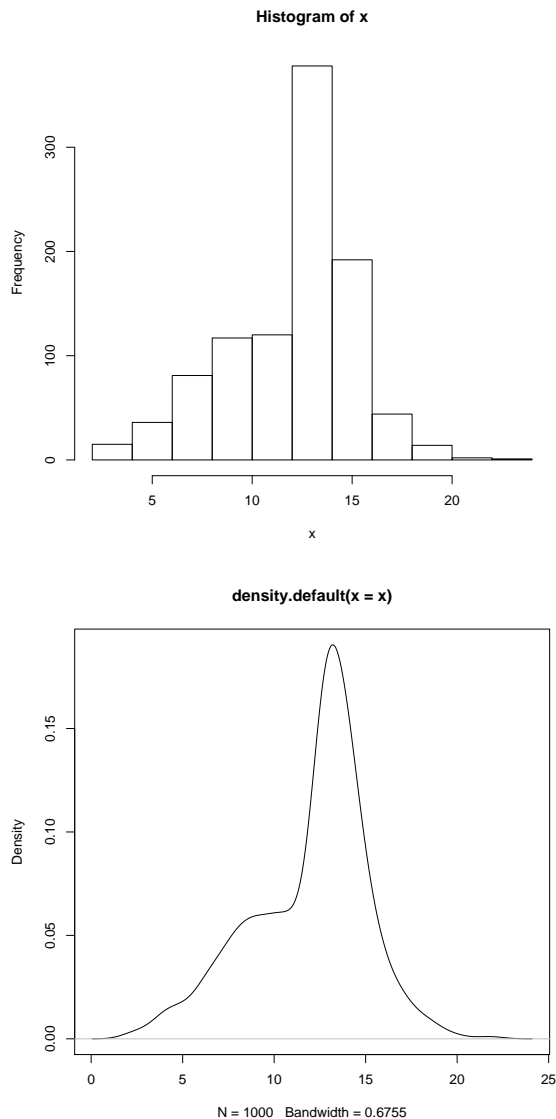 Histogram of x
Frequency
0 100 200 300
5 10 15 20
x
density.default(x = x)
Density
0.00 0.05 0.10 0.15
0 5 10 15 20 25
N = 1000 Bandwidth = 0.6755